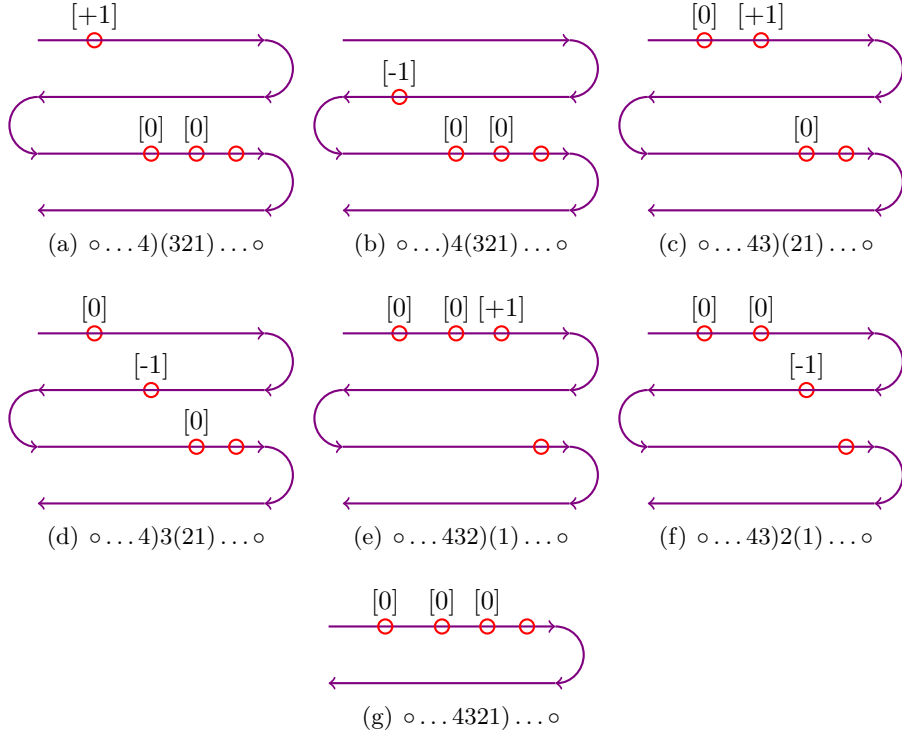 [+1] [0] [+1]
[-1]
[0] [0] [0] [0] [0]
(a) ∘ . . . 4)(321) . . . ∘ (b) ∘ . . .)4(321) . . . ∘ (c) ∘ . . . 43)(21) . . . ∘
[0] [0] [0] [+1] [0] [0]
[-1] [-1]
[0]
(d) ∘ . . . 4)3(21) . . . ∘ (e) ∘ . . . 432)(1) . . . ∘ (f) ∘ . . . 43)2(1) . . . ∘
[0] [0] [0]
(g) ∘ . . . 4321) . . . ∘